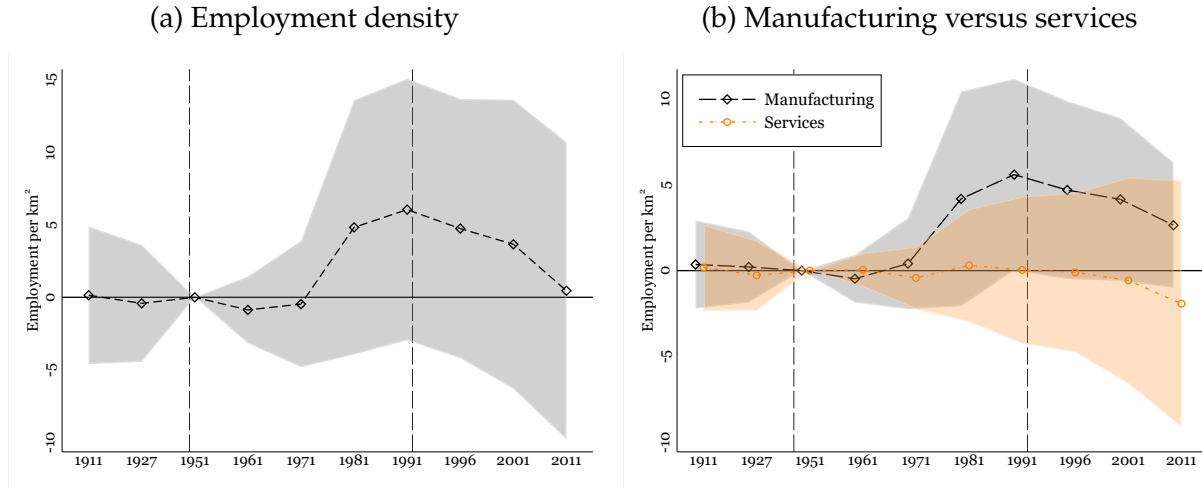 (a) Employment density
(b) Manufacturing versus services
Employment per km²
15
10
5
0
-5
-10
1911 1927 1951 1961 1971 1981 1991 1996 2001 2011
Employment per km²
10
5
0
-5
-10
Manufacturing
Services
1911 1927 1951 1961 1971 1981 1991 1996 2001 2011